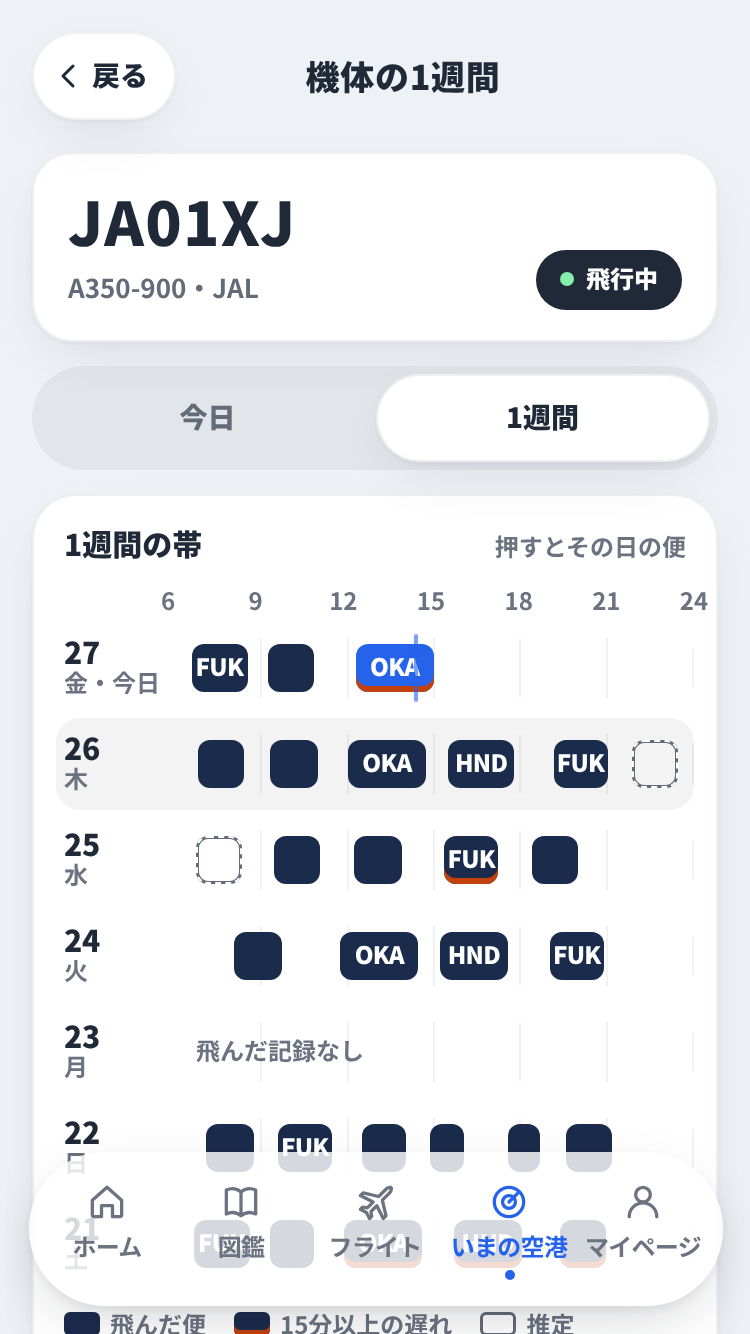 戻る
機体の1週間
JA01XJ
A350-900・JAL
飛行中
今日
1週間
1週間の帯
押すとその日の便
6 9 12 15 18 21 24
27
金・今日
FUK OKA
26
木
OKA HND FUK
25
水
FUK
24
火
OKA HND FUK
23
月
飛んだ記録なし
22
日
FUK
21
土
FUK OKA HND
ホーム 図鑑 フライト いまの空港 マイページ
飛んだ便 15分以上の遅れ 推定